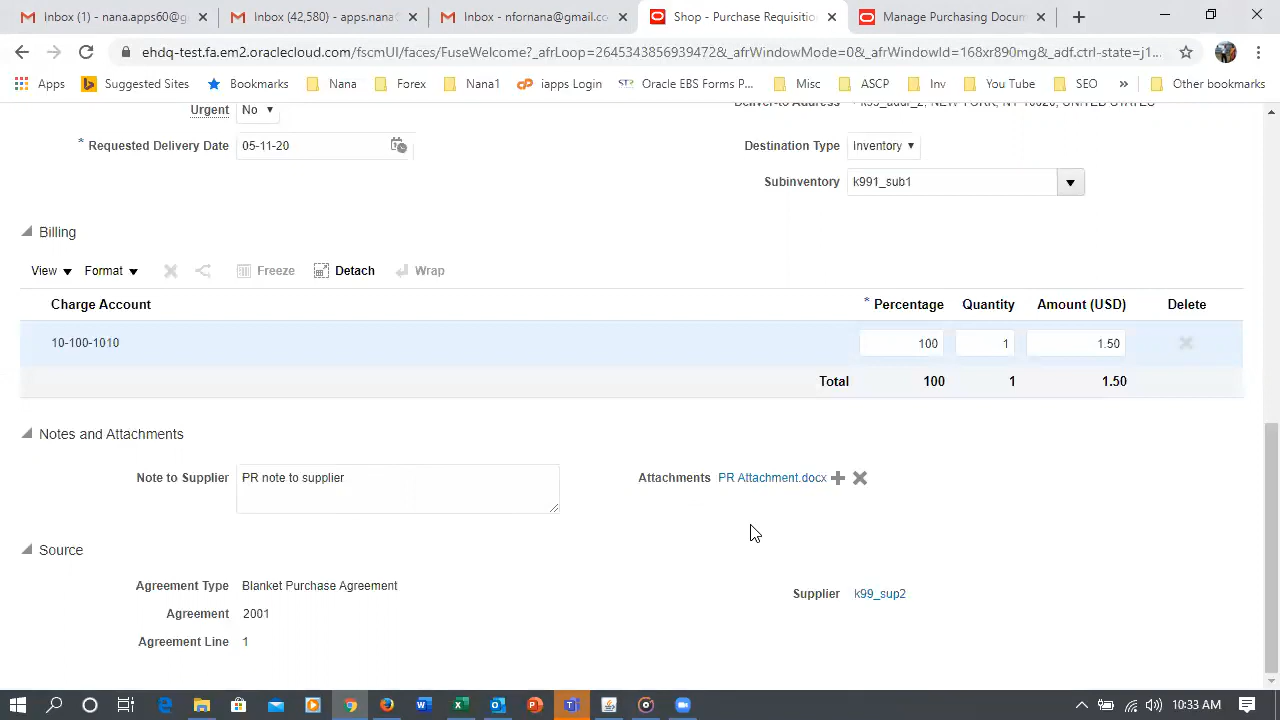 Inbox (1) - nana.appsdi0@g
Inbox (42,580) - apps.nana
Inbox - nfornana@gmail.co
Shop - Purchase Requisitio
Manage Purchasing Docum
ehdq-test.fa.em2.oraclecloud.com/fscmUI/faces/FuseWelcome?_afrLoop=2645343856939472&_afrWindowMode=0&_afrWindowId=168xr890mg&_adf.ctrl-state=j1...
Apps Suggested Sites Bookmarks Nana Forex Nana1 iapps Login Oracle EBS Forms P... Misc ASCP Inv You Tube SEO » Other bookmarks
Urgent No
Deliver-to Address * k99_addr_2, NEW YORK, NY 10020, UNITED STATES
* Requested Delivery Date 05-11-20
Destination Type Inventory
Subinventory k991_sub1
Billing
View Format Freeze Detach Wrap
Charge Account * Percentage Quantity Amount (USD) Delete
10-100-1010 100 1 1.50
Total 100 1 1.50
Notes and Attachments
Note to Supplier PR note to supplier
Attachments PR Attachment.docx
Source
Agreement Type Blanket Purchase Agreement
Supplier k99_sup2
Agreement 2001
Agreement Line 1
10:33 AM